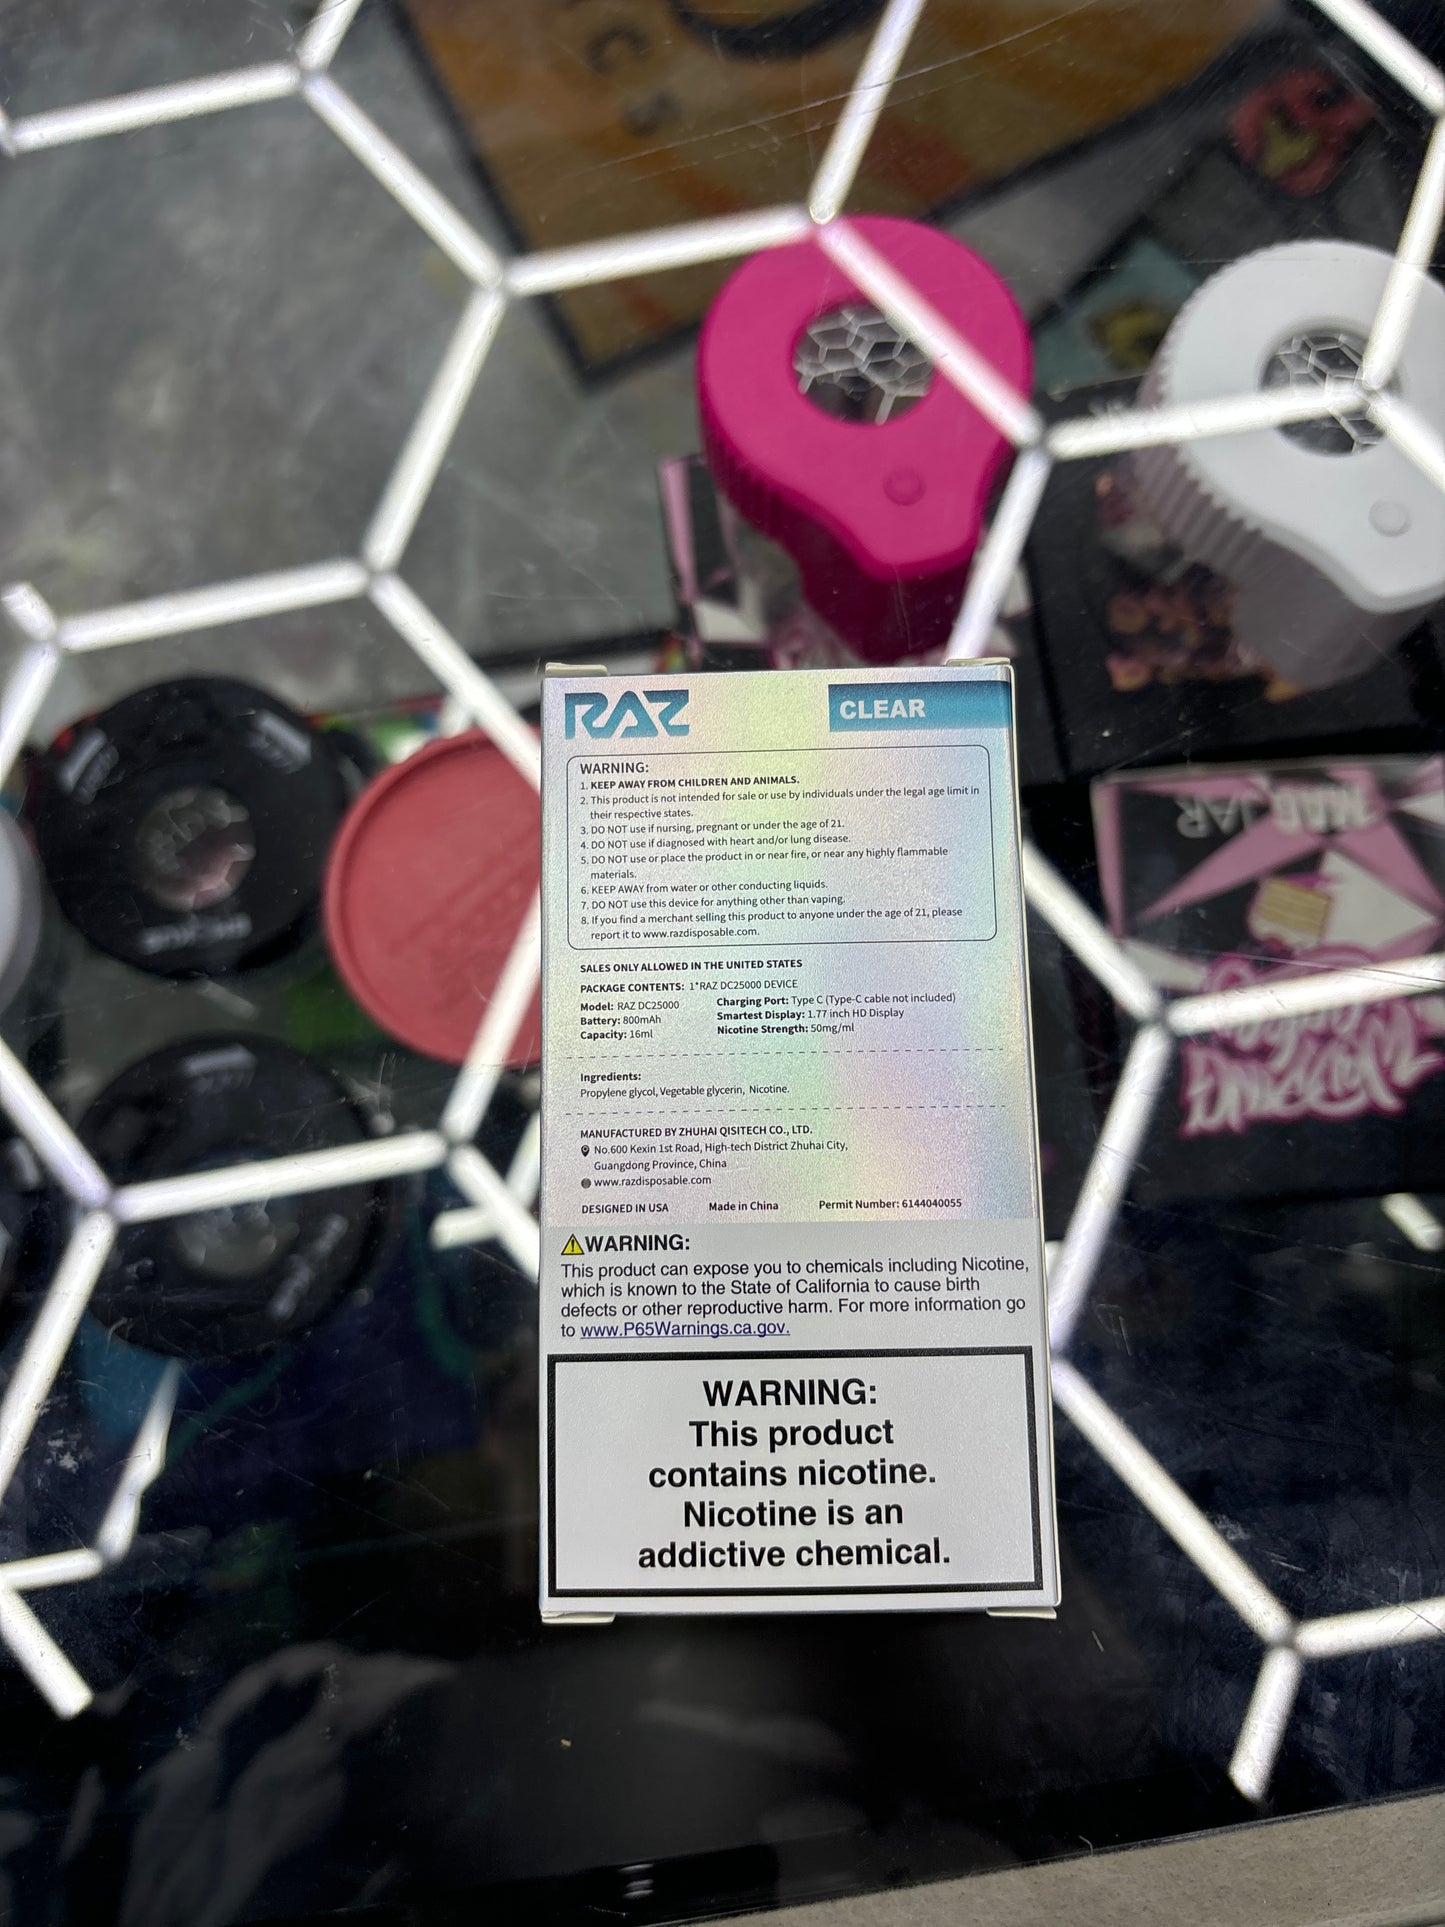 RAZ CLEAR
WARNING:
1. KEEP AWAY FROM CHILDREN AND ANIMALS.
2. This product is not intended for sale or use by individuals under the legal age limit in
their respective states.
3. DO NOT use if nursing, pregnant or under the age of 21.
4. DO NOT use if diagnosed with heart and/or lung disease.
5. DO NOT use or place the product in or near fire, or near any highly flammable
materials.
6. KEEP AWAY from water or other conducting liquids.
7. DO NOT use this device for anything other than vaping.
8. If you find a merchant selling this product to anyone under the age of 21, please
report it to www.razdisposable.com.
SALES ONLY ALLOWED IN THE UNITED STATES
PACKAGE CONTENTS: 1*RAZ DC25000 DEVICE
Model: RAZ DC25000 Charging Port: Type C (Type-C cable not included)
Battery: 800mAh Smartest Display: 1.77 inch HD Display
Capacity: 16ml Nicotine Strength: 50mg/ml
Ingredients:
Propylene glycol, Vegetable glycerin, Nicotine.
MANUFACTURED BY ZHUHAI QISITECH CO., LTD.
No.600 Kexin 1st Road, High-tech District Zhuhai City,
Guangdong Province, China
www.razdisposable.com
DESIGNED IN USA Made in China Permit Number: 6144040055
WARNING:
This product can expose you to chemicals including Nicotine,
which is known to the State of California to cause birth
defects or other reproductive harm. For more information go
to www.P65Warnings.ca.gov.
WARNING:
This product
contains nicotine.
Nicotine is an
addictive chemical.
MAG JAR